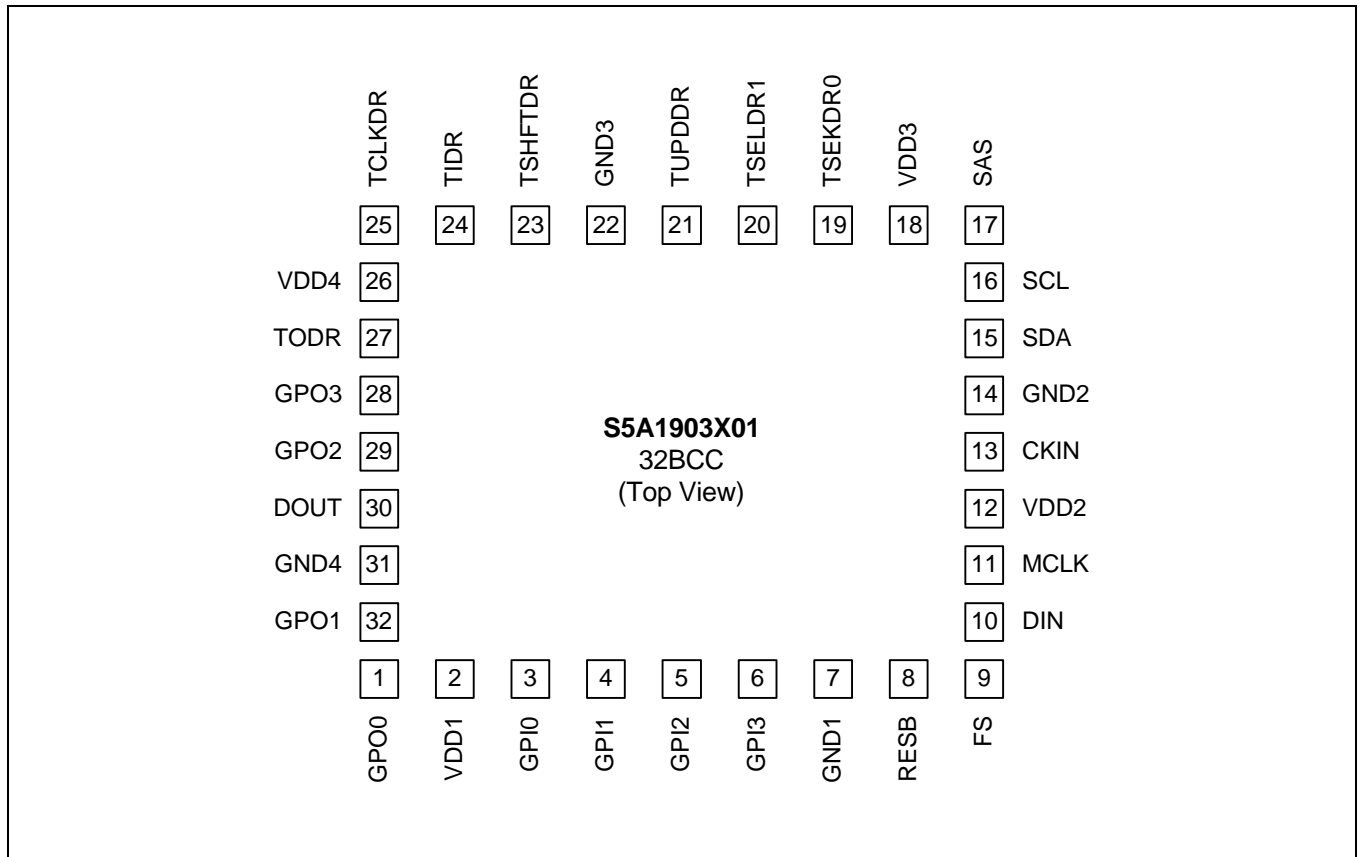 TCLKDR
TIDR
TSHFTDR
GND3
TUPDDR
TSELDR1
TSEKDR0
VDD3
SAS
25 24 23 22 21 20 19 18 17
VDD4 26 16 SCL
TODR 27 15 SDA
GPO3 28 14 GND2
S5A1903X01
GPO2 29 13 CKIN
32BCC
(Top View)
DOUT 30 12 VDD2
GND4 31 11 MCLK
GPO1 32 10 DIN
1 2 3 4 5 6 7 8 9
GPO0
VDD1
GPI0
GPI1
GPI2
GPI3
GND1
RESB
FS